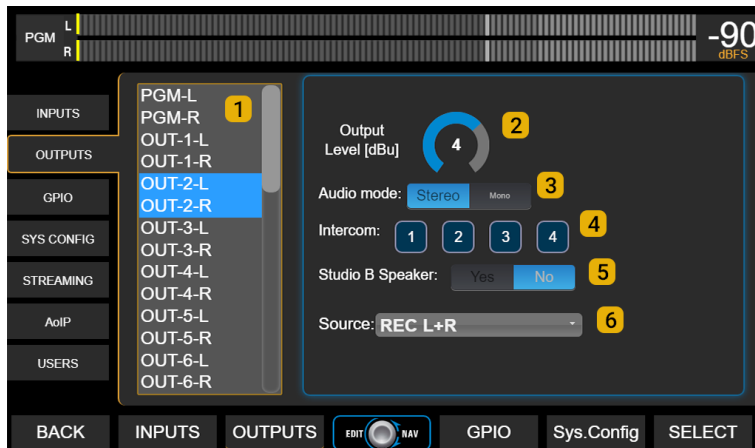 PGM
L
R
-90
dBFS
INPUTS
OUTPUTS
GPIO
SYS CONFIG
STREAMING
AoIP
USERS
PGM-L
PGM-R
OUT-1-L
OUT-1-R
OUT-2-L
OUT-2-R
OUT-3-L
OUT-3-R
OUT-4-L
OUT-4-R
OUT-5-L
OUT-5-R
OUT-6-L
OUT-6-R
1
Output
Level [dBu]
4
2
Audio mode: Stereo Mono 3
Intercom: 1 2 3 4 4
Studio B Speaker: Yes No 5
Source: REC L+R 6
BACK INPUTS OUTPUTS EDIT NAV GPIO Sys.Config SELECT